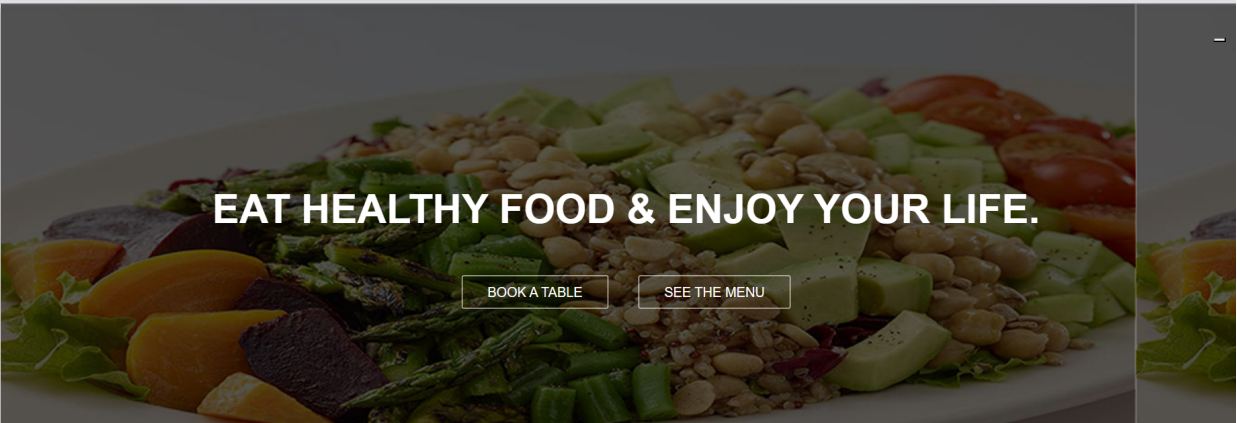 EAT HEALTHY FOOD & ENJOY YOUR LIFE.
BOOK A TABLE
SEE THE MENU